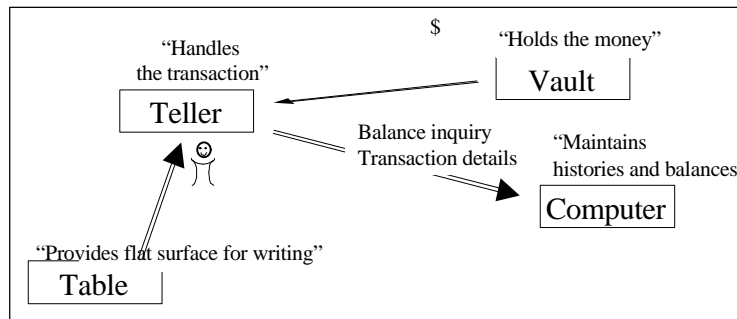 $
“Handles
the transaction”
Teller
“Holds the money”
Vault
Balance inquiry
Transaction details
“Maintains
histories and balances
Computer
“Provides flat surface for writing”
Table